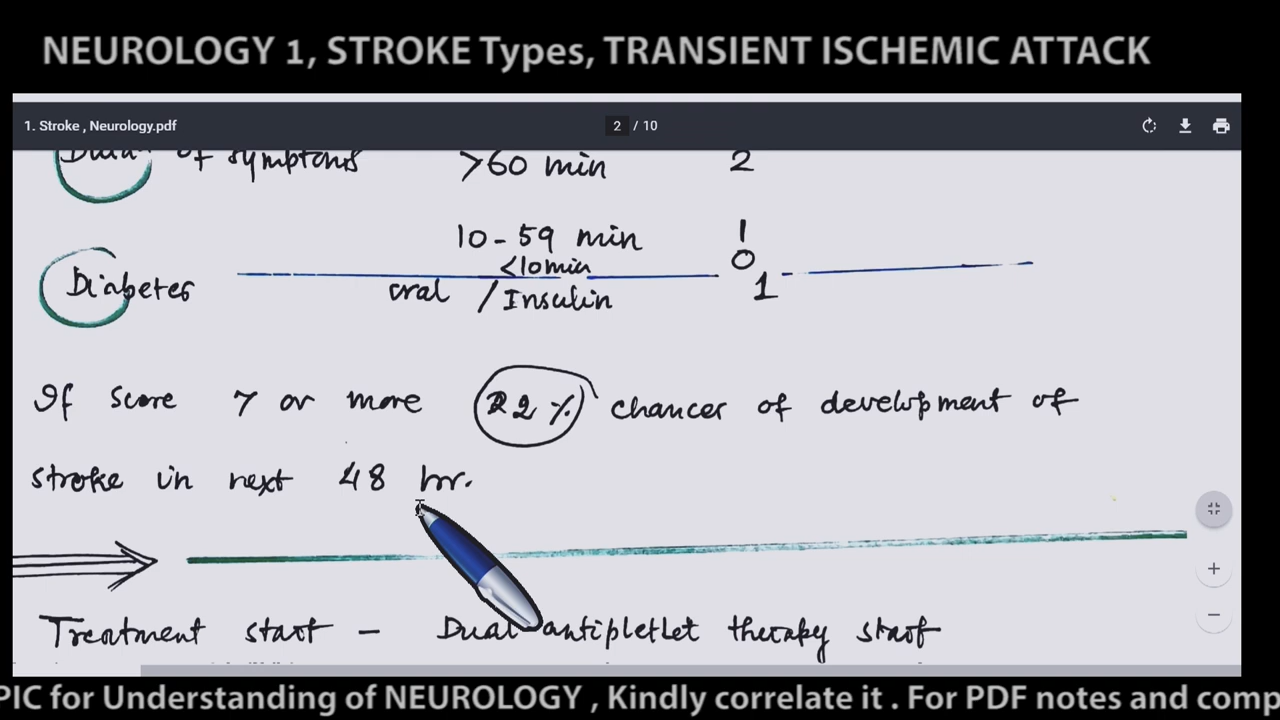 NEUROLOGY 1, STROKE Types, TRANSIENT ISCHEMIC ATTACK
1. Stroke , Neurology.pdf 2 / 10
of symptoms >60 min 2
10-59 min 1
<10min 0
Diabetes oral / Insulin 1
If score 7 or more 2 % chances of development of
stroke in next 48 hr.
Treatment start - Dual antipletlet therapy start
PIC for Understanding of NEUROLOGY , Kindly correlate it . For PDF notes and comp